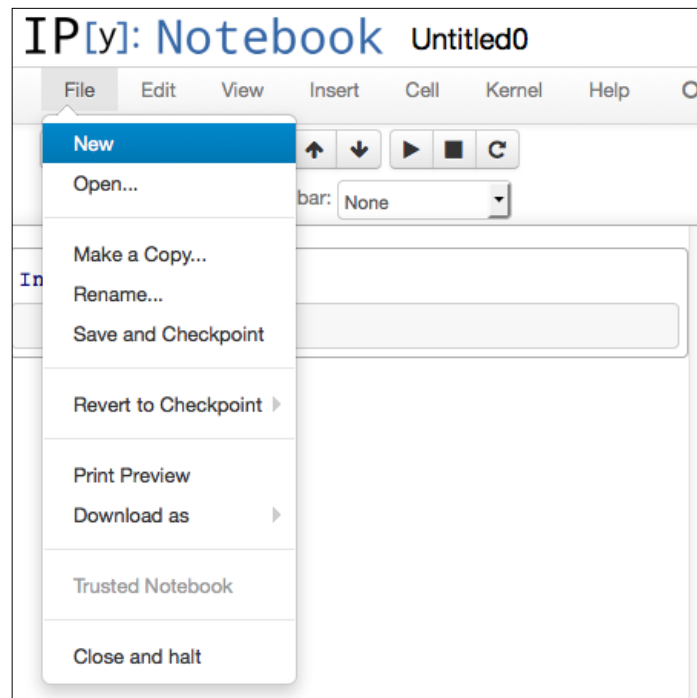 IP[y]: Notebook Untitled0
File Edit View Insert Cell Kernel Help
New
Open...
bar: None
Make a Copy...
In
Rename...
Save and Checkpoint
Revert to Checkpoint
Print Preview
Download as
Trusted Notebook
Close and halt